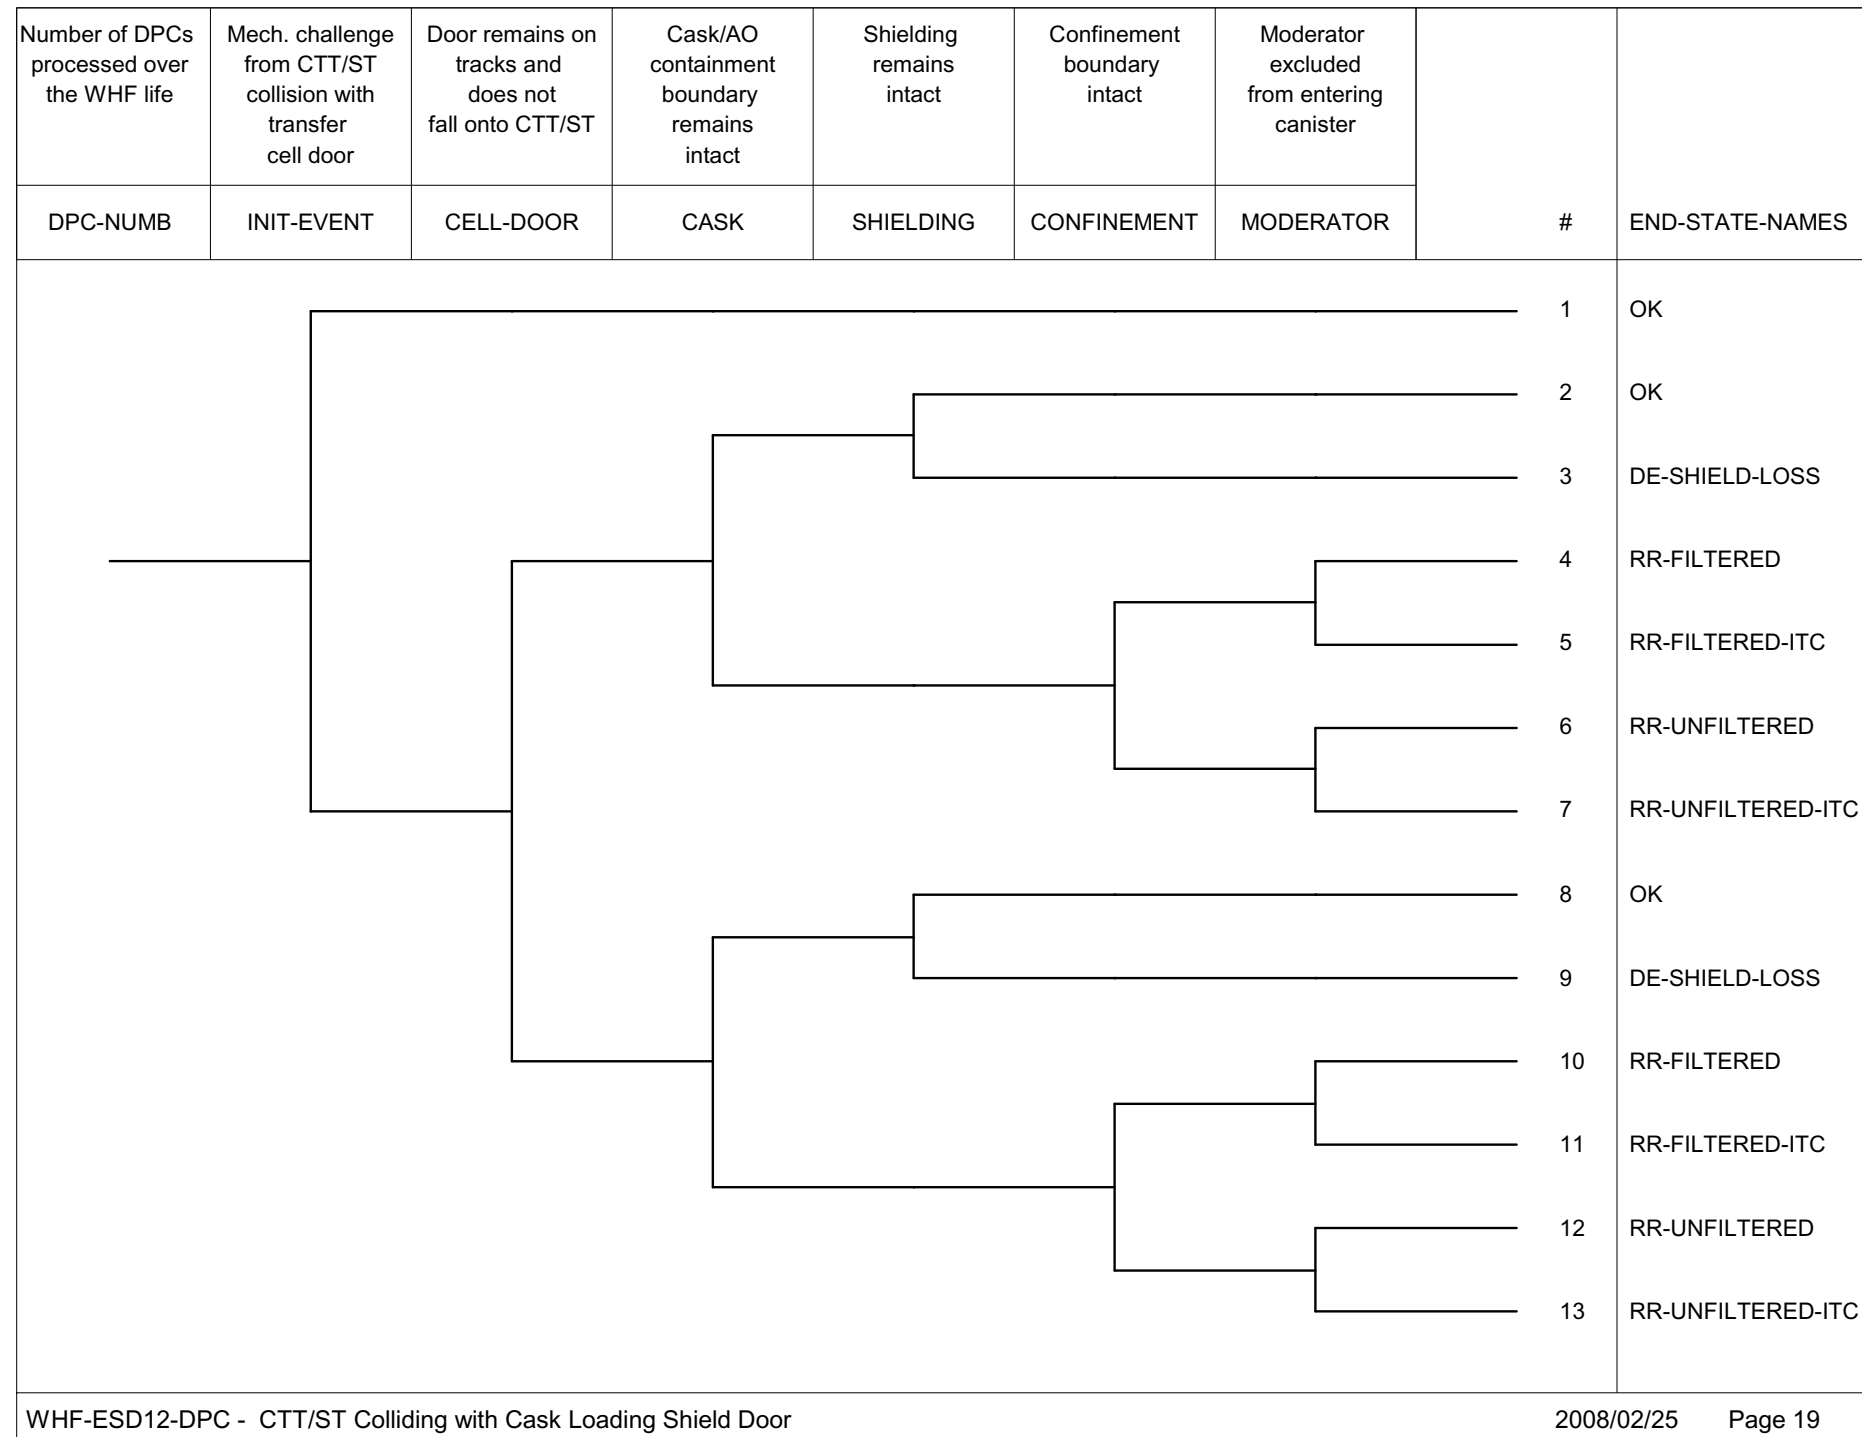 Number of DPCs
processed over
the WHF life
Mech. challenge
from CTT/ST
collision with
transfer
cell door
Door remains on
tracks and
does not
fall onto CTT/ST
Cask/AO
containment
boundary
remains
intact
Shielding
remains
intact
Confinement
boundary
intact
Moderator
excluded
from entering
canister
DPC-NUMB
INIT-EVENT
CELL-DOOR
CASK
SHIELDING
CONFINEMENT
MODERATOR
#
END-STATE-NAMES
1 OK
2 OK
3 DE-SHIELD-LOSS
4 RR-FILTERED
5 RR-FILTERED-ITC
6 RR-UNFILTERED
7 RR-UNFILTERED-ITC
8 OK
9 DE-SHIELD-LOSS
10 RR-FILTERED
11 RR-FILTERED-ITC
12 RR-UNFILTERED
13 RR-UNFILTERED-ITC
WHF-ESD12-DPC - CTT/ST Colliding with Cask Loading Shield Door 2008/02/25 Page 19